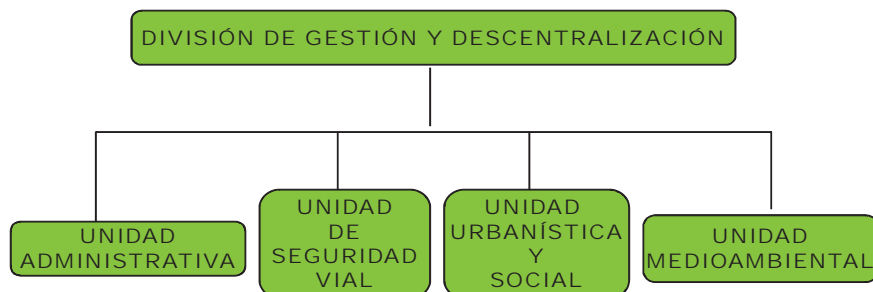 DIVISIÓN DE GESTIÓN Y DESCENTRALIZACIÓN
UNIDAD
ADMINISTRATIVA
UNIDAD
DE
SEGURIDAD
VIAL
UNIDAD
URBANÍSTICA
Y
SOCIAL
UNIDAD
MEDIOAMBIENTAL